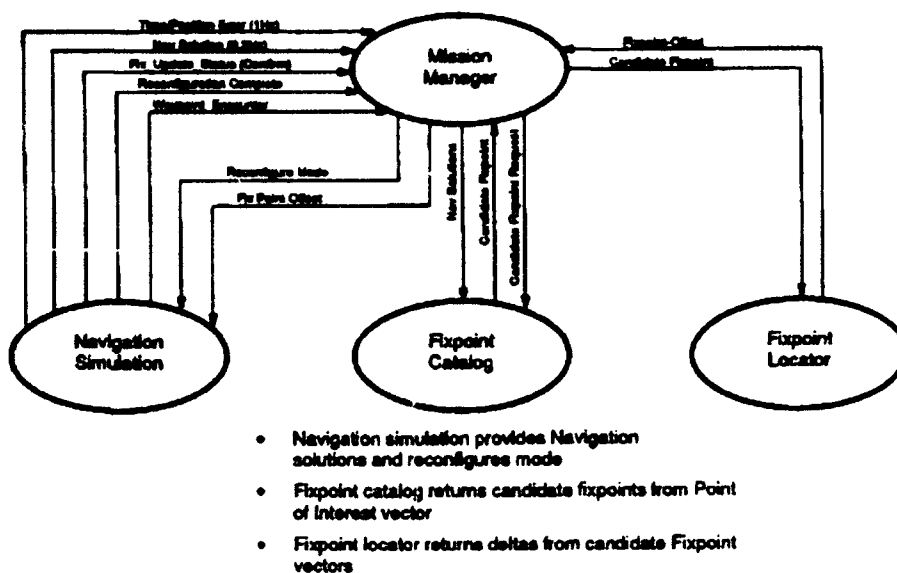 Time/Position Error (1Hz)
Nav Solution
Fix Update Status (Confirm)
Reconfiguration Complete
Waypoint Encounter
Mission
Manager
Fixpoint-Offset
Candidate Fixpoint
Reconfigure Mode
Fix Point Offset
Nav Solutions
Candidate Fixpoint
Candidate Fixpoint Request
Navigation
Simulation
Fixpoint
Catalog
Fixpoint
Locator
• Navigation simulation provides Navigation
solutions and reconfigures mode
• Fixpoint catalog returns candidate fixpoints from Point
of Interest vector
• Fixpoint locator returns deltas from candidate Fixpoint
vectors